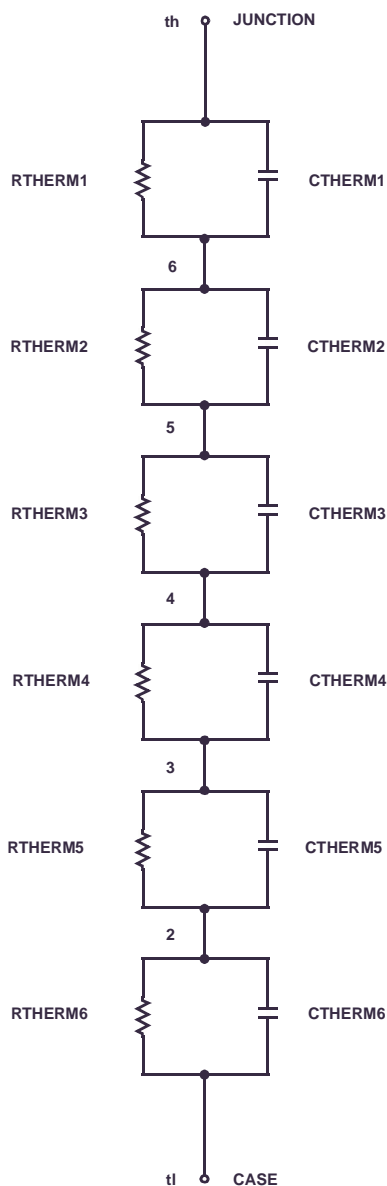 th JUNCTION
RTHERM1 CTHERM1
6
RTHERM2 CTHERM2
5
RTHERM3 CTHERM3
4
RTHERM4 CTHERM4
3
RTHERM5 CTHERM5
2
RTHERM6 CTHERM6
tl CASE